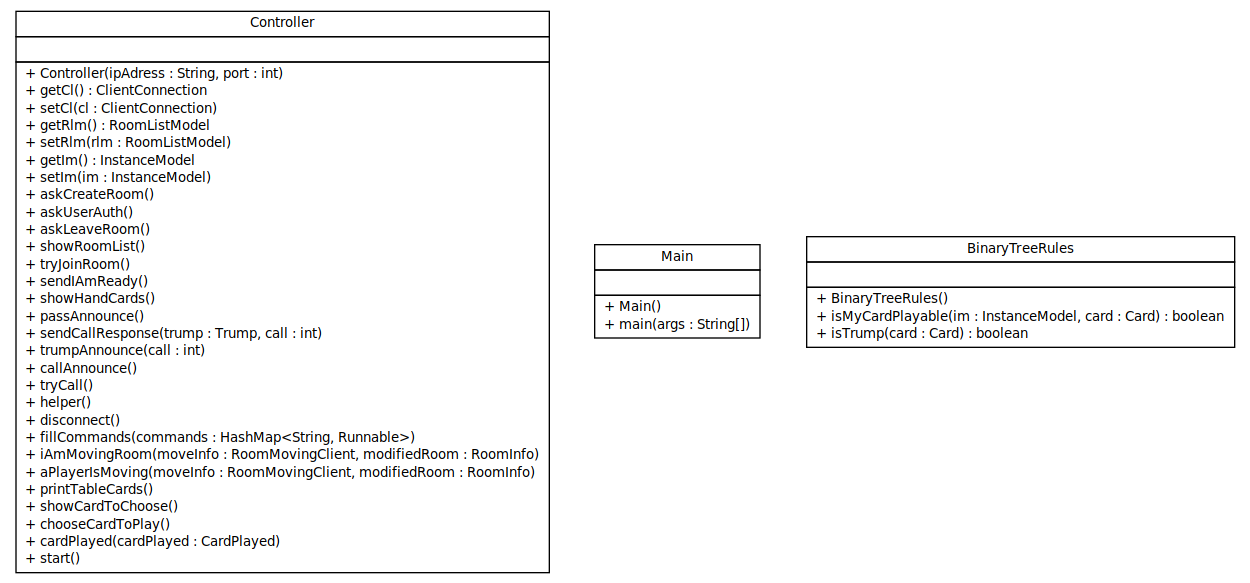 Controller
+ Controller(ipAdress : String, port : int)
+ getCl() : ClientConnection
+ setCl(cl : ClientConnection)
+ getRlm() : RoomListModel
+ setRlm(rlm : RoomListModel)
+ getIm() : InstanceModel
+ setIm(im : InstanceModel)
+ askCreateRoom()
+ askUserAuth()
+ askLeaveRoom()
+ showRoomList()
+ tryJoinRoom()
+ sendIAmReady()
+ showHandCards()
+ passAnnounce()
+ sendCallResponse(trump : Trump, call : int)
+ trumpAnnounce(call : int)
+ callAnnounce()
+ tryCall()
+ helper()
+ disconnect()
+ fillCommands(commands : HashMap<String, Runnable>)
+ iAmMovingRoom(moveInfo : RoomMovingClient, modifiedRoom : RoomInfo)
+ aPlayerIsMoving(moveInfo : RoomMovingClient, modifiedRoom : RoomInfo)
+ printTableCards()
+ showCardToChoose()
+ chooseCardToPlay()
+ cardPlayed(cardPlayed : CardPlayed)
+ start()
Main
+ Main()
+ main(args : String[])
BinaryTreeRules
+ BinaryTreeRules()
+ isMyCardPlayable(im : InstanceModel, card : Card) : boolean
+ isTrump(card : Card) : boolean